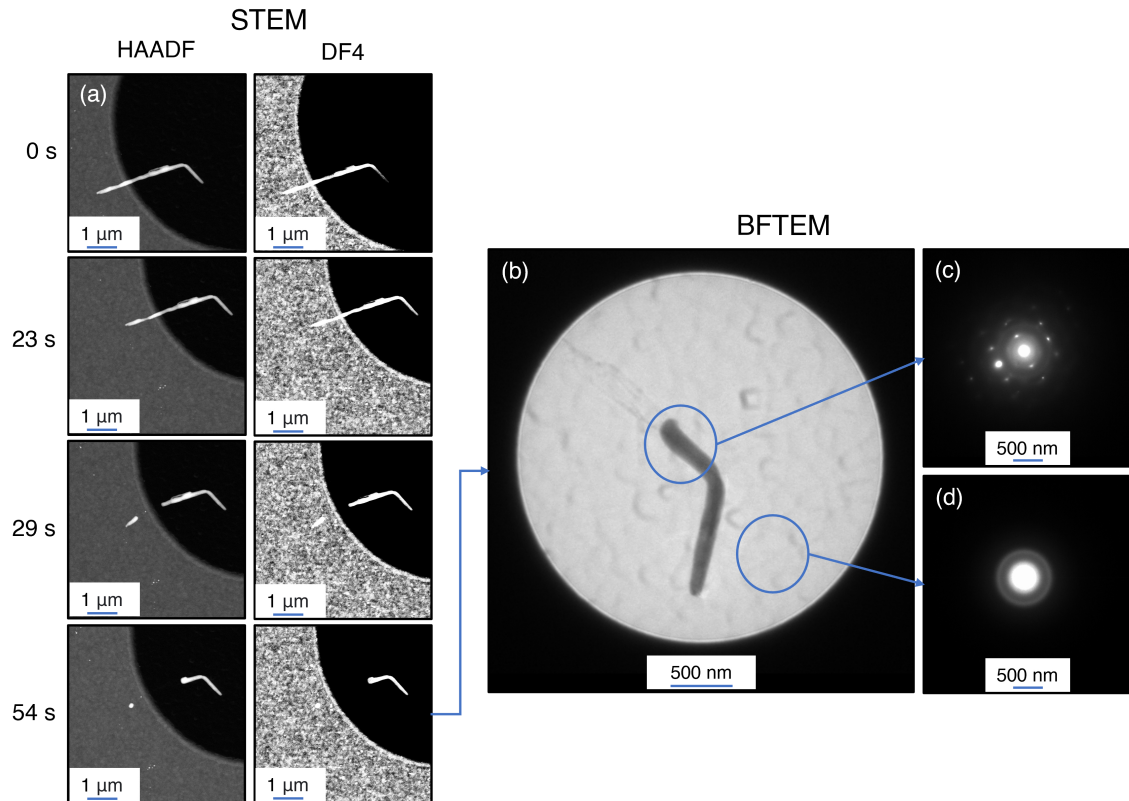 STEM
HAADF
DF4
(a)
0 s
1 µm
1 µm
23 s
1 µm
1 µm
29 s
1 µm
1 µm
54 s
1 µm
1 µm
BFTEM
(b)
500 nm
(c)
500 nm
(d)
500 nm